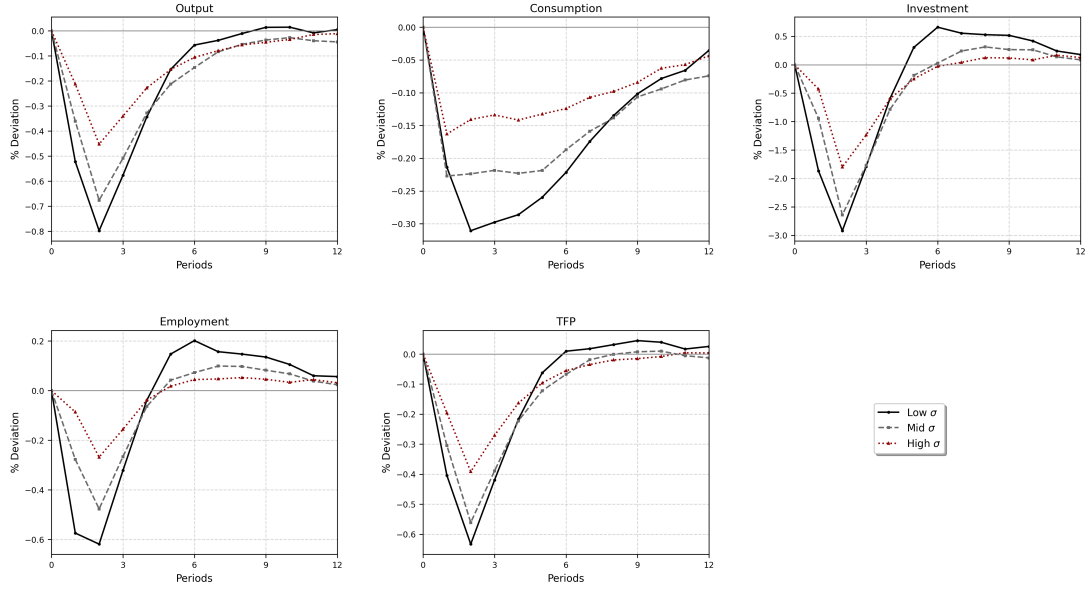 Output
0.0
−0.1
−0.2
−0.3
−0.4
−0.5
−0.6
−0.7
−0.8
% Deviation
0 3 6 9 12
Periods
Consumption
0.00
−0.05
−0.10
−0.15
−0.20
−0.25
−0.30
% Deviation
0 3 6 9 12
Periods
Investment
0.5
0.0
−0.5
−1.0
−1.5
−2.0
−2.5
−3.0
% Deviation
0 3 6 9 12
Periods
Employment
0.2
0.0
−0.2
−0.4
−0.6
% Deviation
0 3 6 9 12
Periods
TFP
0.0
−0.1
−0.2
−0.3
−0.4
−0.5
−0.6
% Deviation
0 3 6 9 12
Periods
Low σ
Mid σ
High σ